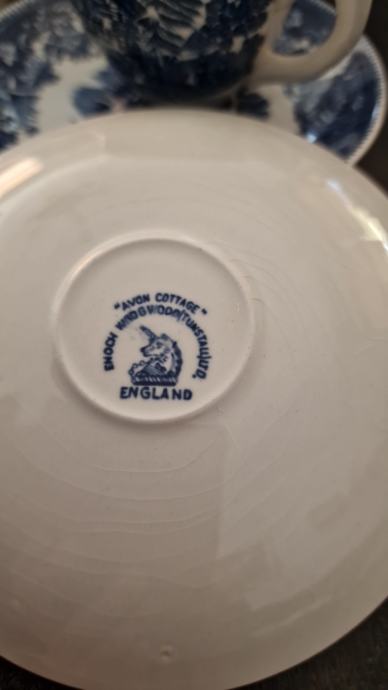 "AVON COTTAGE"
ENOCH WEDGWOOD (TUNSTALL) LTD.
ENGLAND